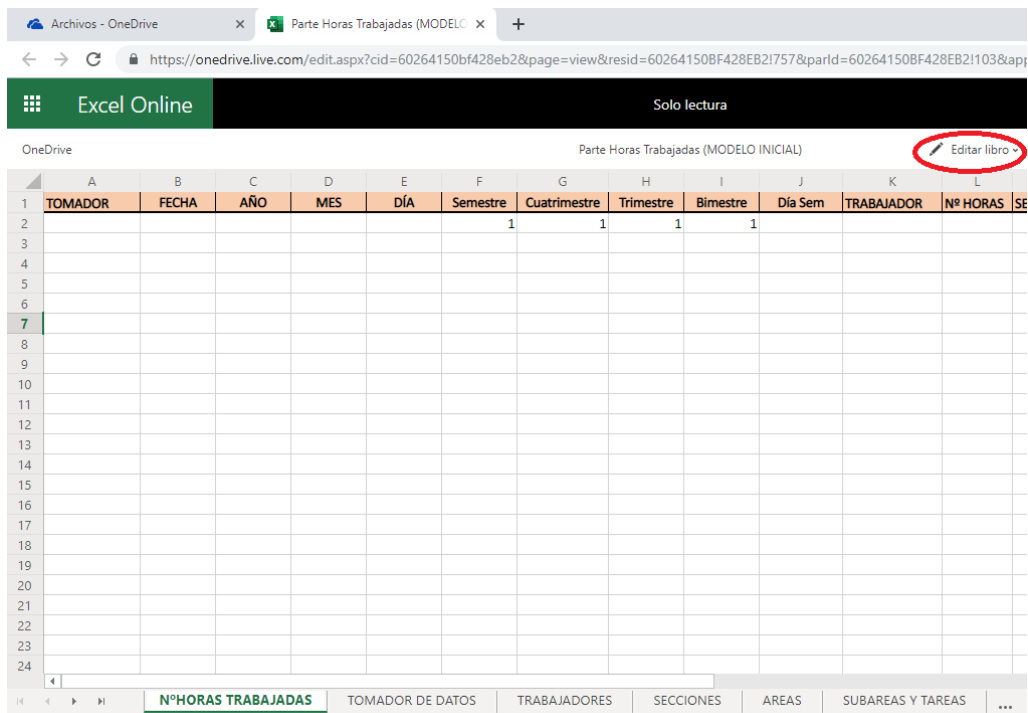 Archivos - OneDrive
Parte Horas Trabajadas (MODELO
https://onedrive.live.com/edit.aspx?cid=60264150bf428eb2&page=view&resid=60264150BF428EB2!757&parId=60264150BF428EB2!103&app
Excel Online
Solo lectura
OneDrive
Parte Horas Trabajadas (MODELO INICIAL)
Editar libro
A B C D E F G H I J K L
1 TOMADOR FECHA AÑO MES DÍA Semestre Cuatrimestre Trimestre Bimestre Día Sem TRABAJADOR Nº HORAS SE
2 1 1 1 1
3
4
5
6
7
8
9
10
11
12
13
14
15
16
17
18
19
20
21
22
23
24
NºHORAS TRABAJADAS TOMADOR DE DATOS TRABAJADORES SECCIONES AREAS SUBAREAS Y TAREAS ...